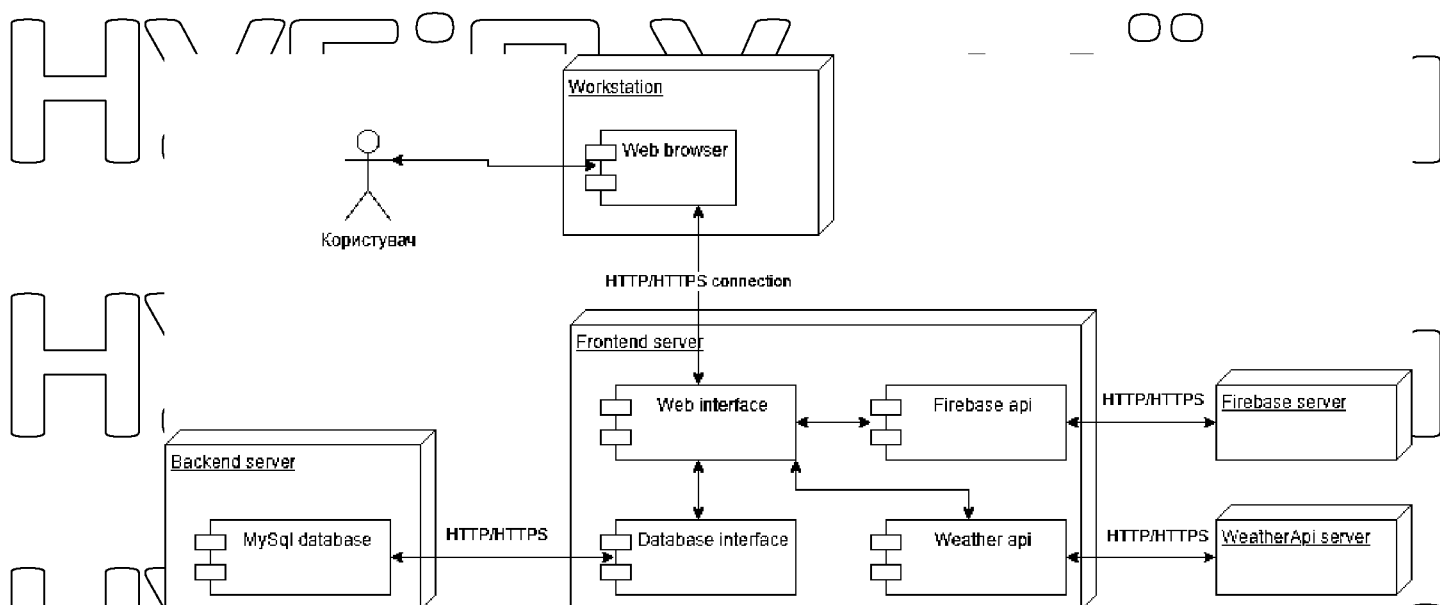 Workstation
Web browser
Користувач
HTTP/HTTPS connection
Frontend server
Web interface
Firebase api
HTTP/HTTPS
Firebase server
Backend server
MySql database
HTTP/HTTPS
Database interface
Weather api
HTTP/HTTPS
WeatherApi server